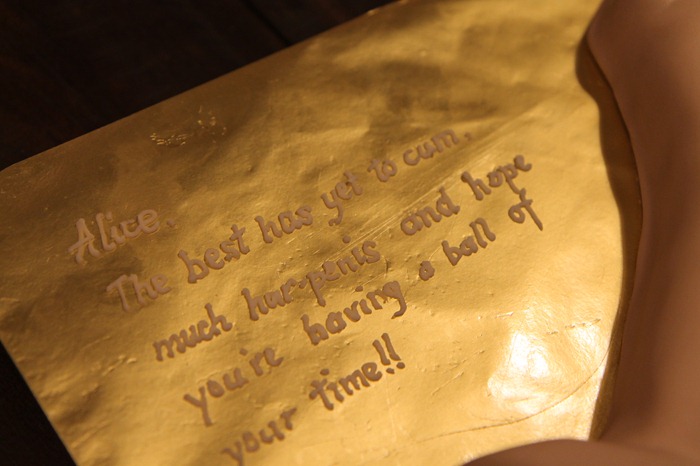 Alice.
The best has yet to cum.
much har-penis and hope
you're having a ball of
your time!!